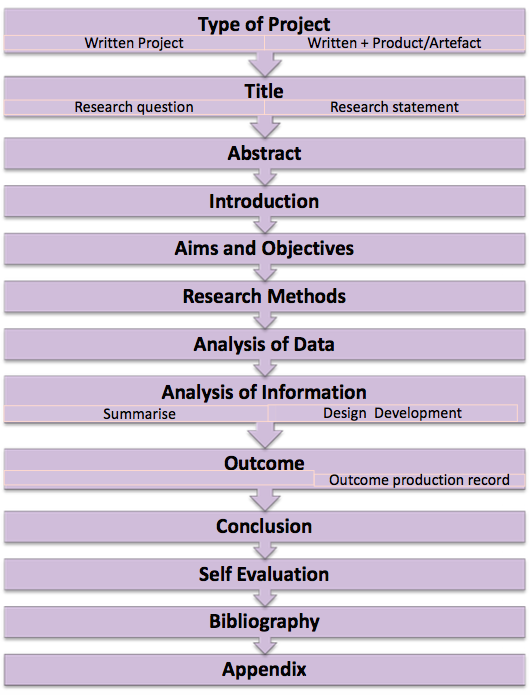 Type of Project
Written Project
Written + Product/Artefact
Title
Research question
Research statement
Abstract
Introduction
Aims and Objectives
Research Methods
Analysis of Data
Analysis of Information
Summarise
Design Development
Outcome
Outcome production record
Conclusion
Self Evaluation
Bibliography
Appendix